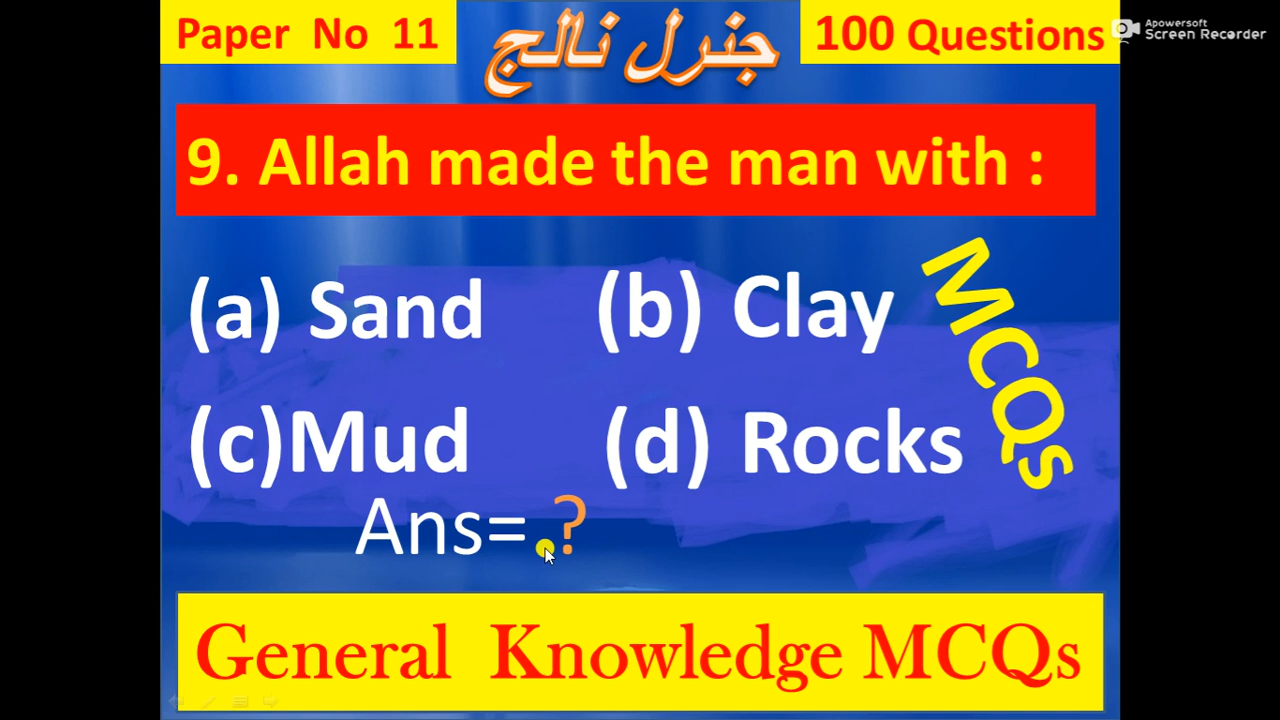 Paper No 11
جنرل نالج
100 Questions
Apowersoft
Screen Recorder
9. Allah made the man with :
(a) Sand (b) Clay
(c)Mud (d) Rocks
MCQs
Ans= .?
General Knowledge MCQs